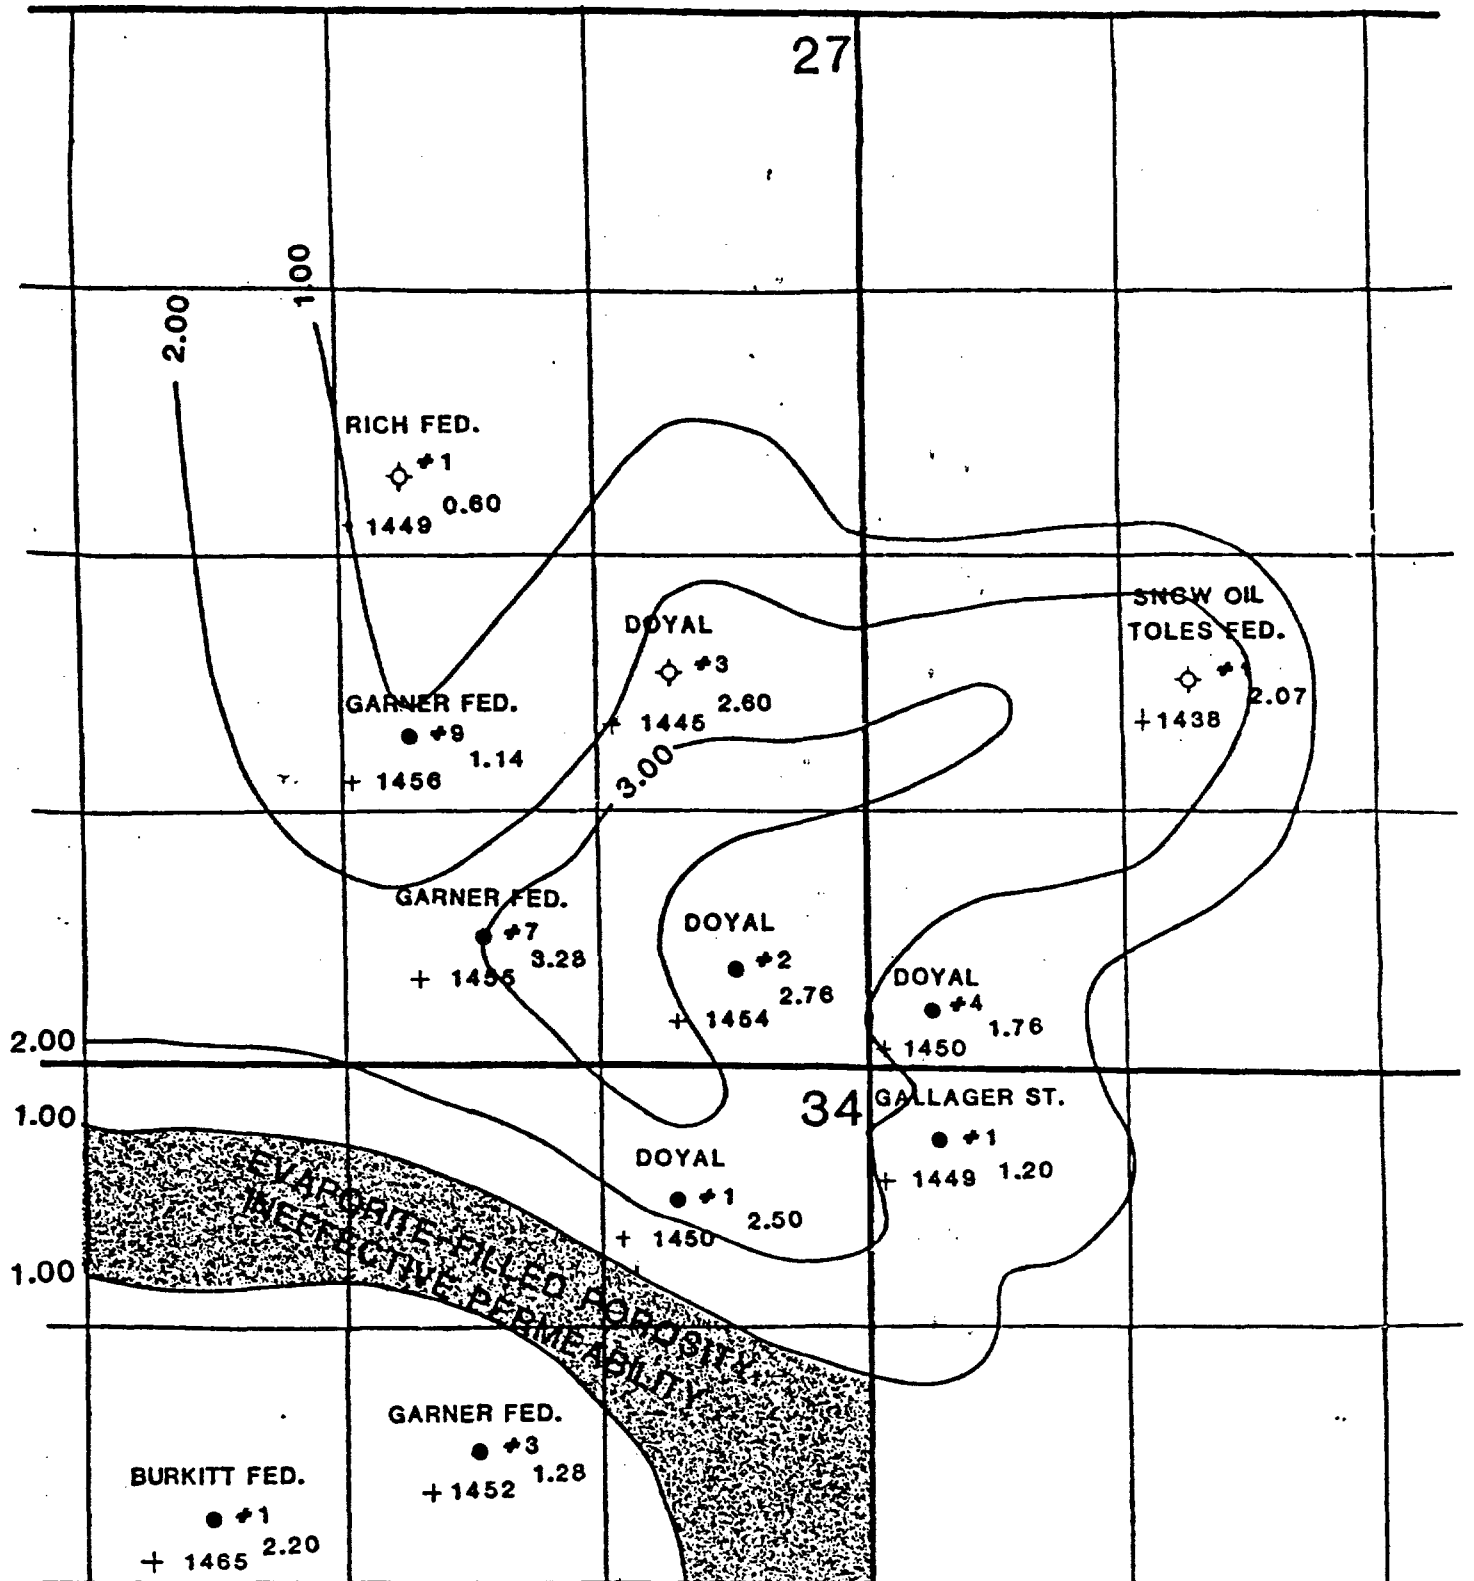 27
1.00
2.00
RICH FED.
#1
0.60
+1449
SNOW OIL
TOLES FED.
2.07
+1438
DOYAL
#3
2.60
+ 1445
3.00
GARNER FED.
#9
1.14
+ 1456
GARNER FED.
#7
3.28
+ 1455
DOYAL
#2
2.76
+ 1454
DOYAL
#4
1.76
+ 1450
2.00
34
GALLAGER ST.
#1
+ 1449 1.20
1.00
DOYAL
#1
2.50
+ 1450
EVAPORITE-FILLED POROSITY
INEFFECTIVE PERMEABILITY
1.00
GARNER FED.
#3
1.28
+1452
BURKITT FED.
#1
2.20
+ 1465